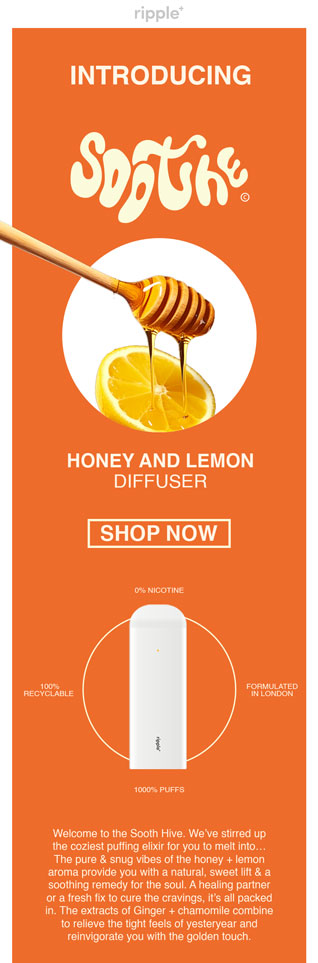 ripple+
INTRODUCING
Soothe
©
HONEY AND LEMON
DIFFUSER
SHOP NOW
0% NICOTINE
100%
RECYCLABLE
FORMULATED
IN LONDON
ripple+
1000% PUFFS
Welcome to the Sooth Hive. We've stirred up
the coziest puffing elixir for you to melt into…
The pure & snug vibes of the honey + lemon
aroma provide you with a natural, sweet lift & a
soothing remedy for the soul. A healing partner
or a fresh fix to cure the cravings, it's all packed
in. The extracts of Ginger + chamomile combine
to relieve the tight feels of yesteryear and
reinvigorate you with the golden touch.